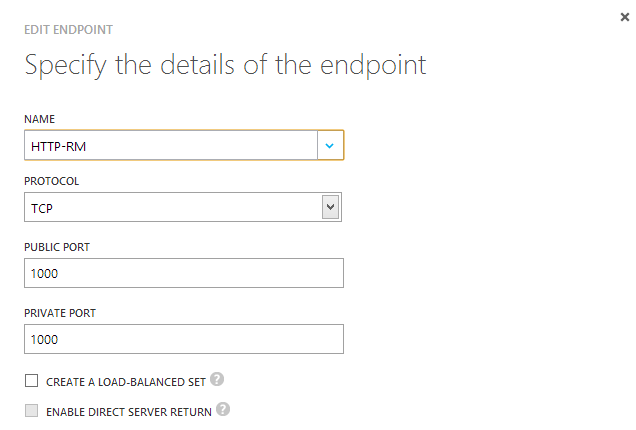 EDIT ENDPOINT
Specify the details of the endpoint
NAME
HTTP-RM
PROTOCOL
TCP
PUBLIC PORT
1000
PRIVATE PORT
1000
CREATE A LOAD-BALANCED SET ?
ENABLE DIRECT SERVER RETURN ?